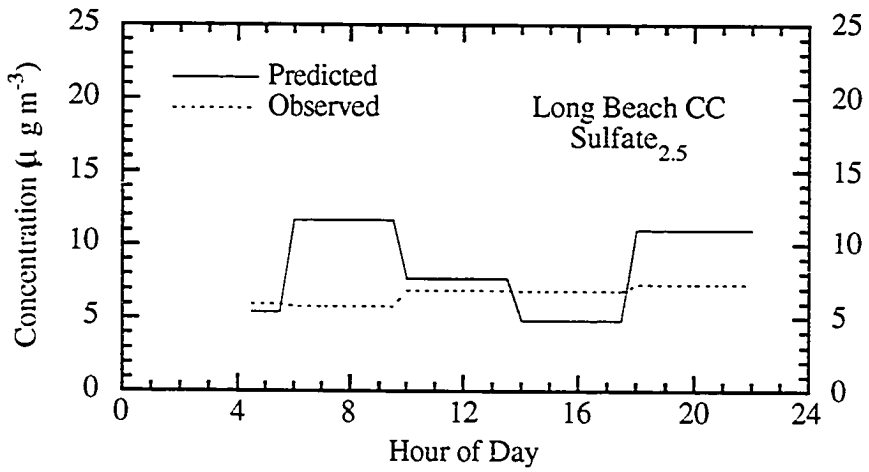 25
20
15
10
5
0
Concentration (μ g m⁻³)
Predicted
Observed
Long Beach CC
Sulfate₂.₅
25
20
15
10
5
0
0 4 8 12 16 20 24
Hour of Day